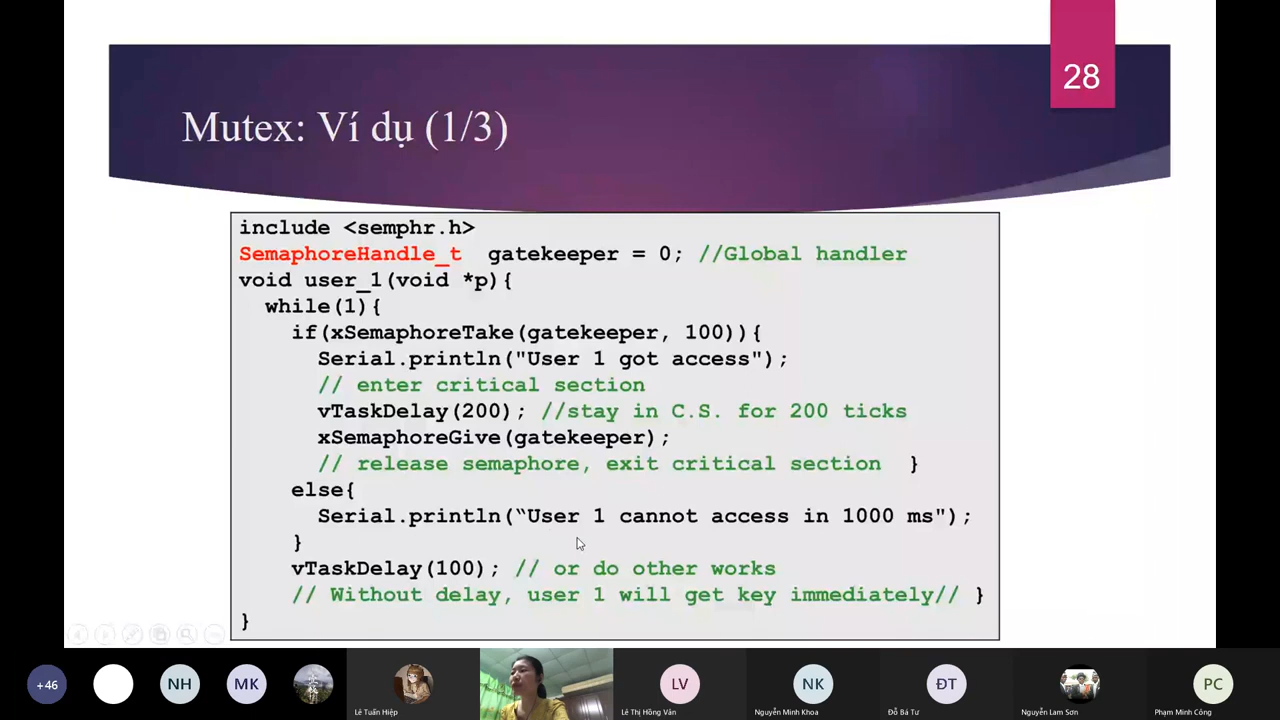 28
Mutex: Ví dụ (1/3)
include <semphr.h>
SemaphoreHandle_t  gatekeeper = 0; //Global handler
void user_1(void *p){
while(1){
if(xSemaphoreTake(gatekeeper, 100)){
Serial.println("User 1 got access");
// enter critical section
vTaskDelay(200); //stay in C.S. for 200 ticks
xSemaphoreGive(gatekeeper);
// release semaphore, exit critical section  }
else{
Serial.println(“User 1 cannot access in 1000 ms");
}
vTaskDelay(100); // or do other works
// Without delay, user 1 will get key immediately// }
}
+46
NH
MK
Lê Tuấn Hiệp
LV
Lê Thị Hồng Vân
NK
Nguyễn Minh Khoa
ĐT
Đỗ Bá Tư
Nguyễn Lam Sơn
PC
Phạm Minh Công